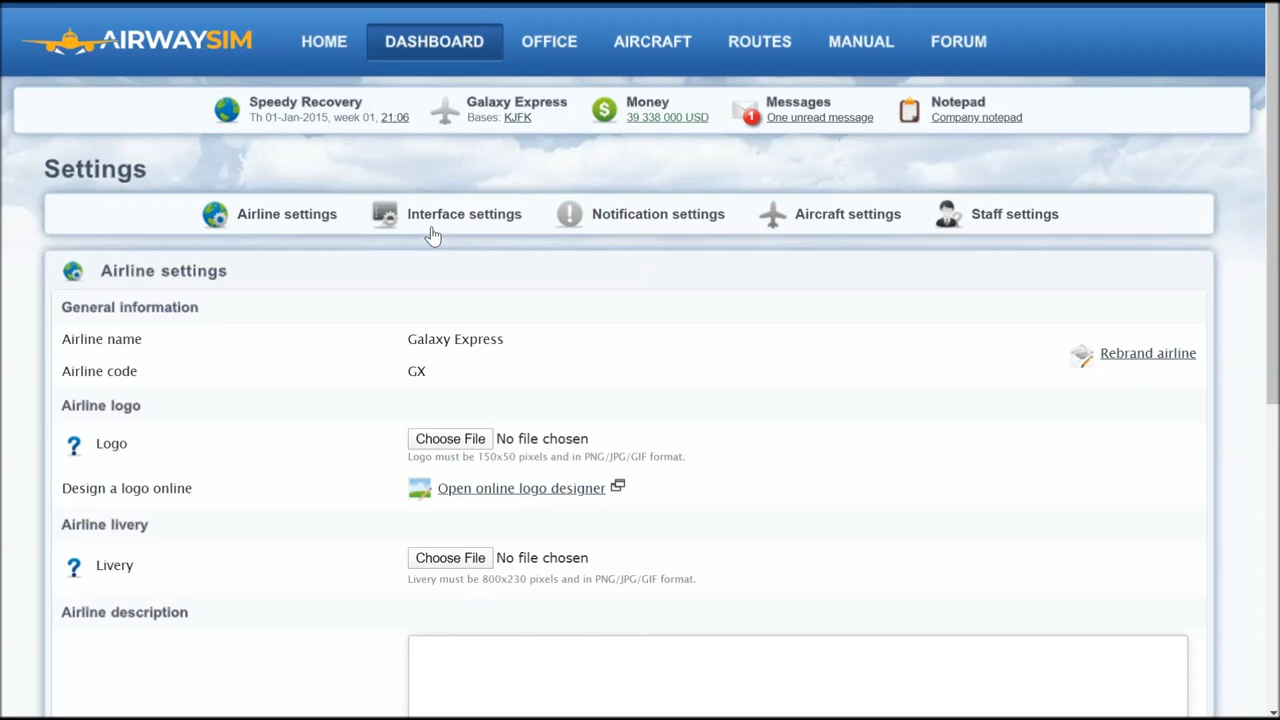 AIRWAYSIM HOME DASHBOARD OFFICE AIRCRAFT ROUTES MANUAL FORUM
Speedy Recovery Galaxy Express Money Messages Notepad
Th 01-Jan-2015, week 01, 21:06 Bases: KJFK 39 338 000 USD 1 One unread message Company notepad
Settings
Airline settings Interface settings Notification settings Aircraft settings Staff settings
Airline settings
General information
Airline name Galaxy Express
Rebrand airline
Airline code GX
Airline logo
Logo Choose File No file chosen
Logo must be 150x50 pixels and in PNG/JPG/GIF format.
Design a logo online Open online logo designer
Airline livery
Livery Choose File No file chosen
Livery must be 800x230 pixels and in PNG/JPG/GIF format.
Airline description